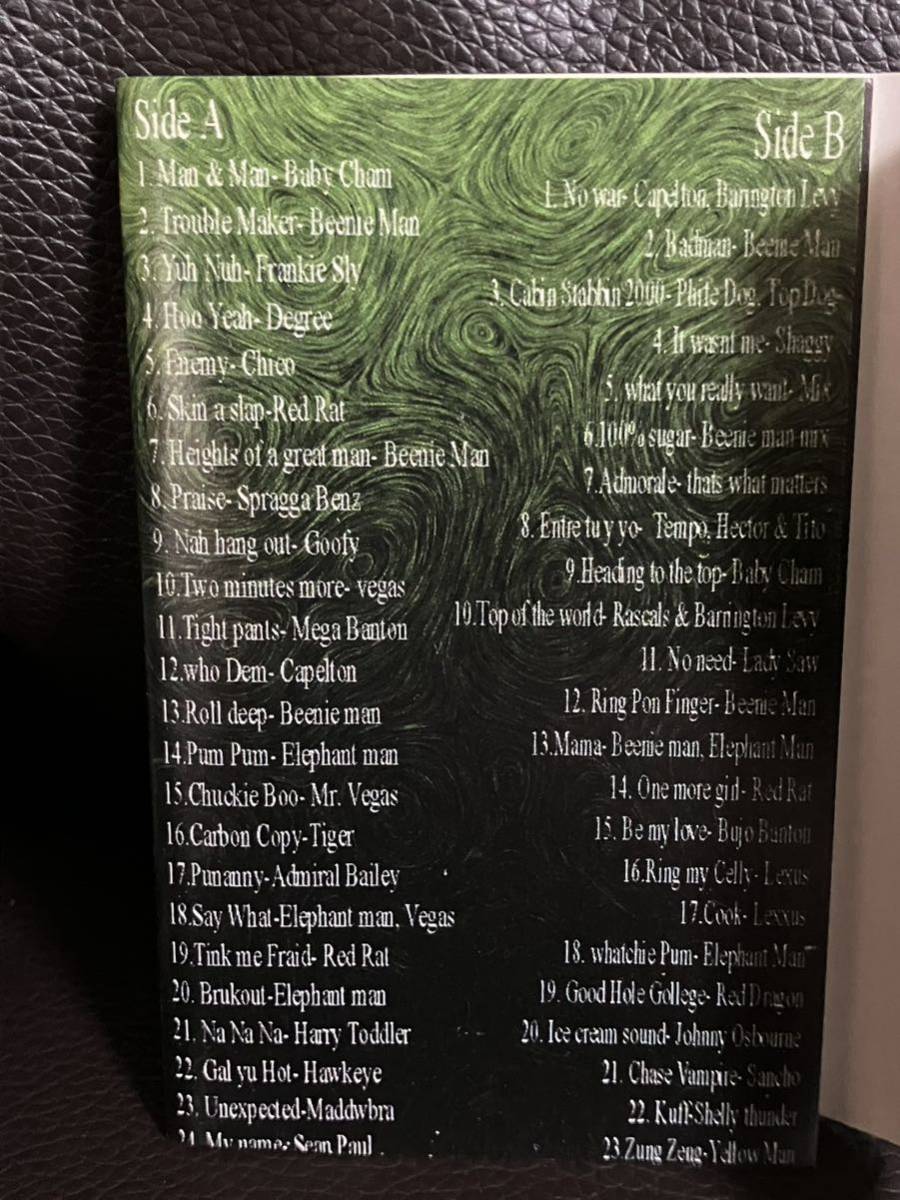 Side A
1. Man & Man- Baby Cham
2. Trouble Maker- Beenie Man
3. Yuh Nuh- Frankie Sly
4. Hoo Yeah- Degree
5. Enemy- Chico
6. Skin a slap-Red Rat
7. Heights of a great man- Beenie Man
8. Praise- Spragga Benz
9. Nah hang out- Goofy
10.Two minutes more- vegas
11.Tight pants- Mega Banton
12.who Dem- Capelton
13.Roll deep- Beenie man
14.Pum Pum- Elephant man
15.Chuckie Boo- Mr. Vegas
16.Carbon Copy-Tiger
17.Punanny-Admiral Bailey
18.Say What-Elephant man, Vegas
19.Tink me Fraid- Red Rat
20. Brukout-Elephant man
21. Na Na Na- Harry Toddler
22. Gal yu Hot- Hawkeye
23. Unexpected-Maddwbra
24. My name- Sean Paul
Side B
1. No war- Capelton, Barington Levy
2. Badman- Beenie Man
3. Cabin Stabbin 2000- Phife Dog, Top Dog
4. It wasnt me- Shaggy
5. what you really want- Mix
6.100% sugar- Beenie man mix
7.Admorale- thats what matters
8. Entre tu y yo- Tempo, Hector & Tito
9.Heading to the top- Baby Cham
10.Top of the world- Rascals & Barrington Levy
11. No need- Lady Saw
12. Ring Pon Finger- Beenie Man
13.Mama- Beenie man, Elephant Man
14. One more girl- Red Rat
15. Be my love- Bujo Banton
16.Ring my Celly- Lexus
17.Cook- Lexxus
18. whatchie Pum- Elephant Man
19. Good Hole Gollege- Red Dragon
20. Ice cream sound- Johnny Osbourne
21. Chase Vampire- Sancho
22. Kuff-Shelly thunder
23.Zung Zeng-Yellow Man